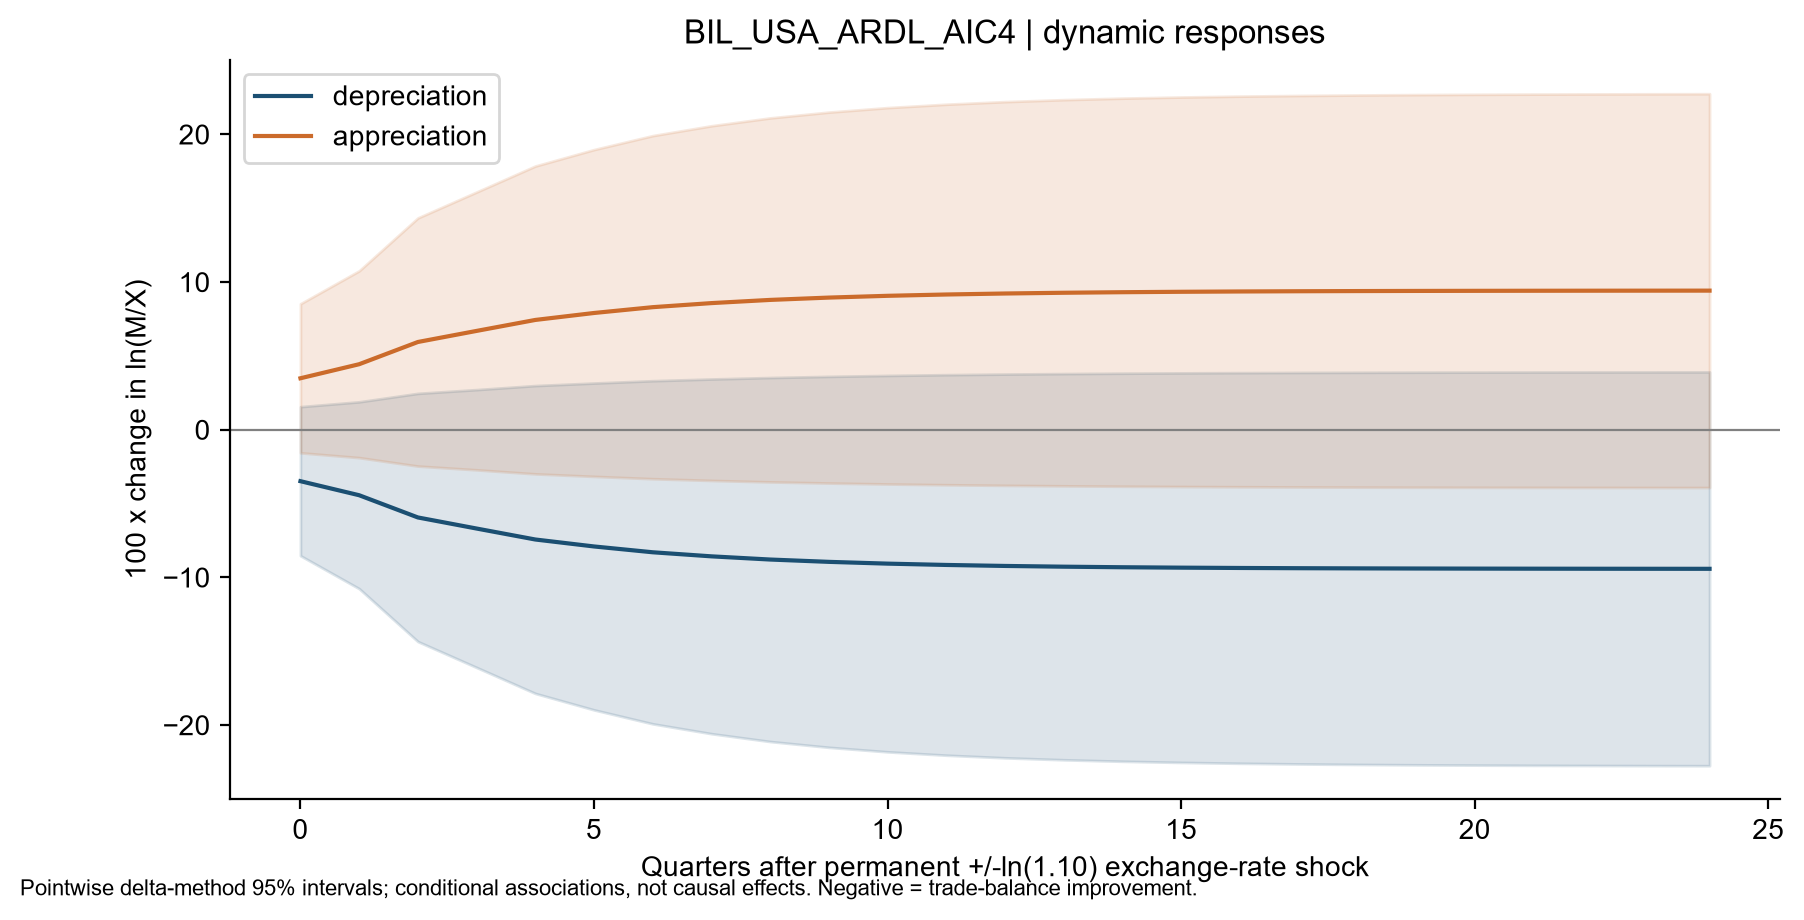 BIL_USA_ARDL_AIC4 | dynamic responses
depreciation
appreciation
100 x change in ln(M/X)
20
10
0
−10
−20
0
5
10
15
20
25
Quarters after permanent +/-ln(1.10) exchange-rate shock
Pointwise delta-method 95% intervals; conditional associations, not causal effects. Negative = trade-balance improvement.